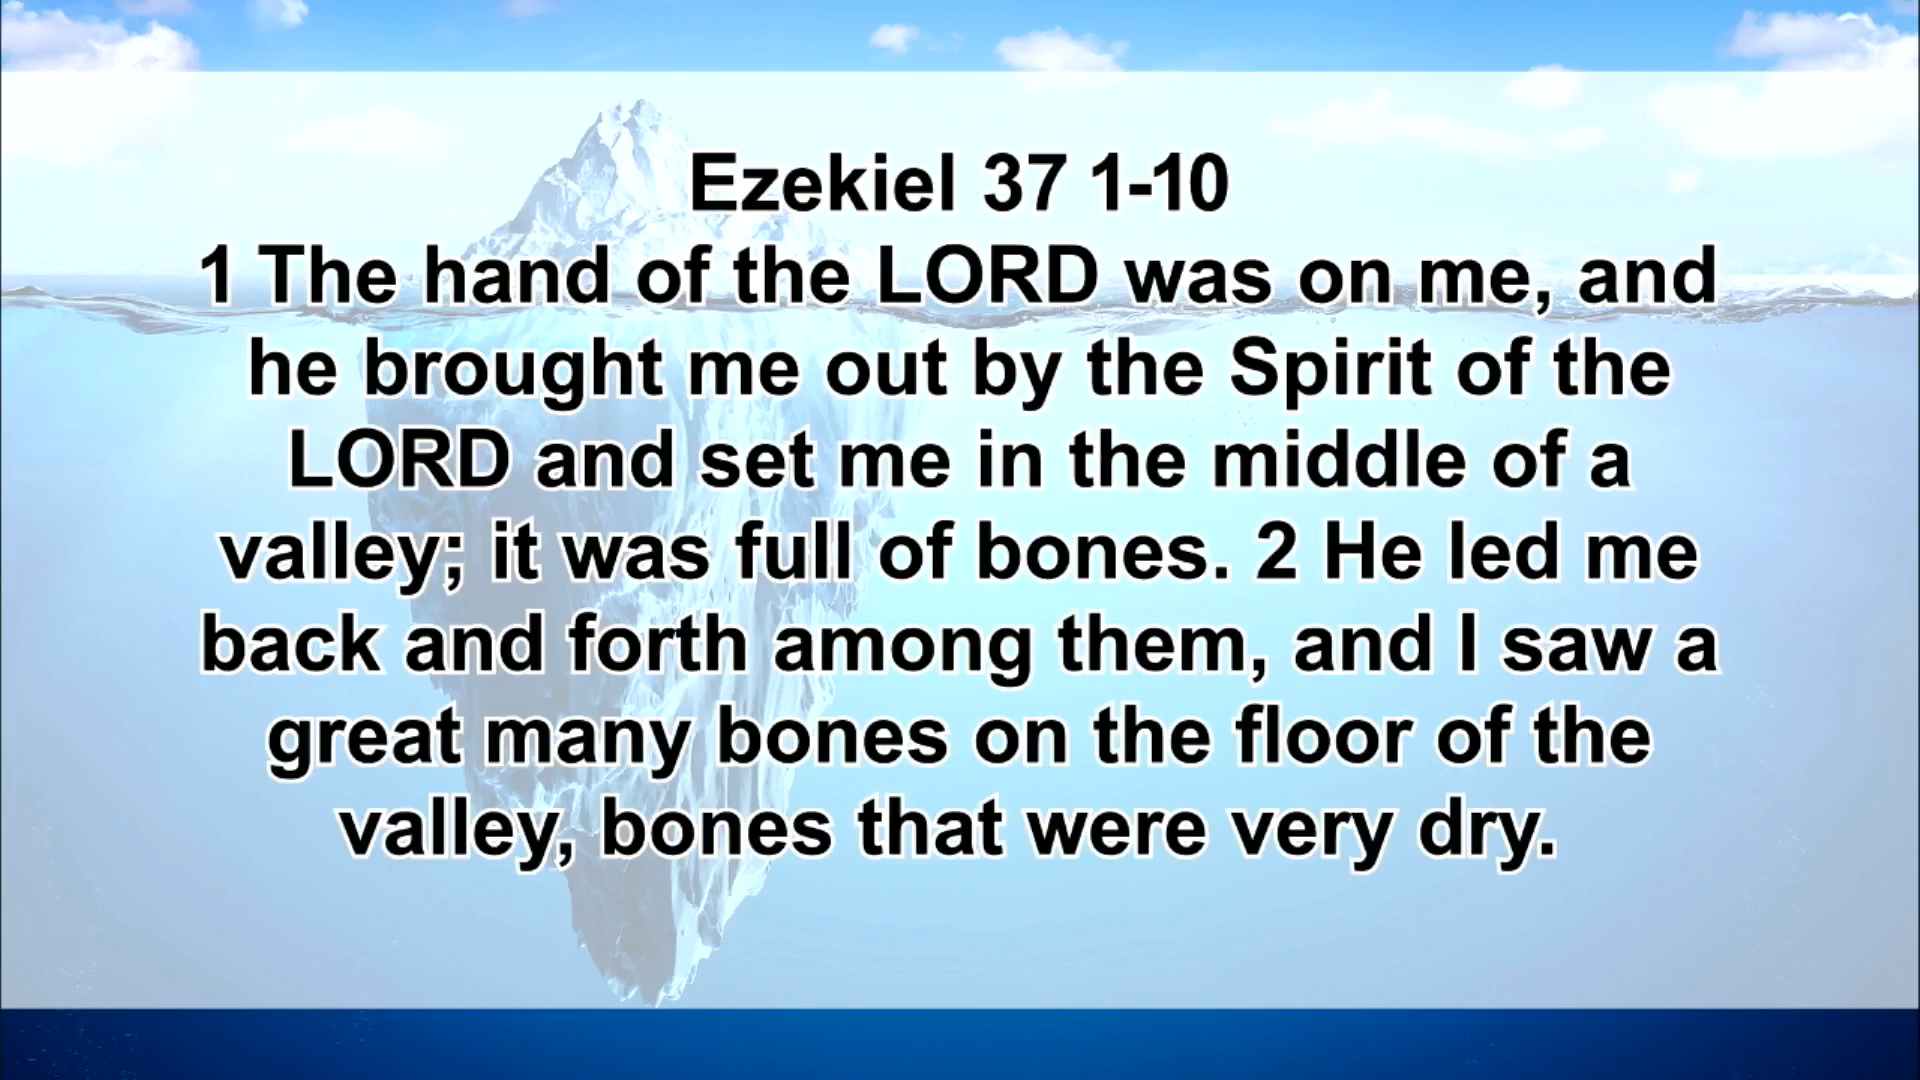 Ezekiel 37 1-10
1 The hand of the LORD was on me, and
he brought me out by the Spirit of the
LORD and set me in the middle of a
valley; it was full of bones. 2 He led me
back and forth among them, and I saw a
great many bones on the floor of the
valley, bones that were very dry.